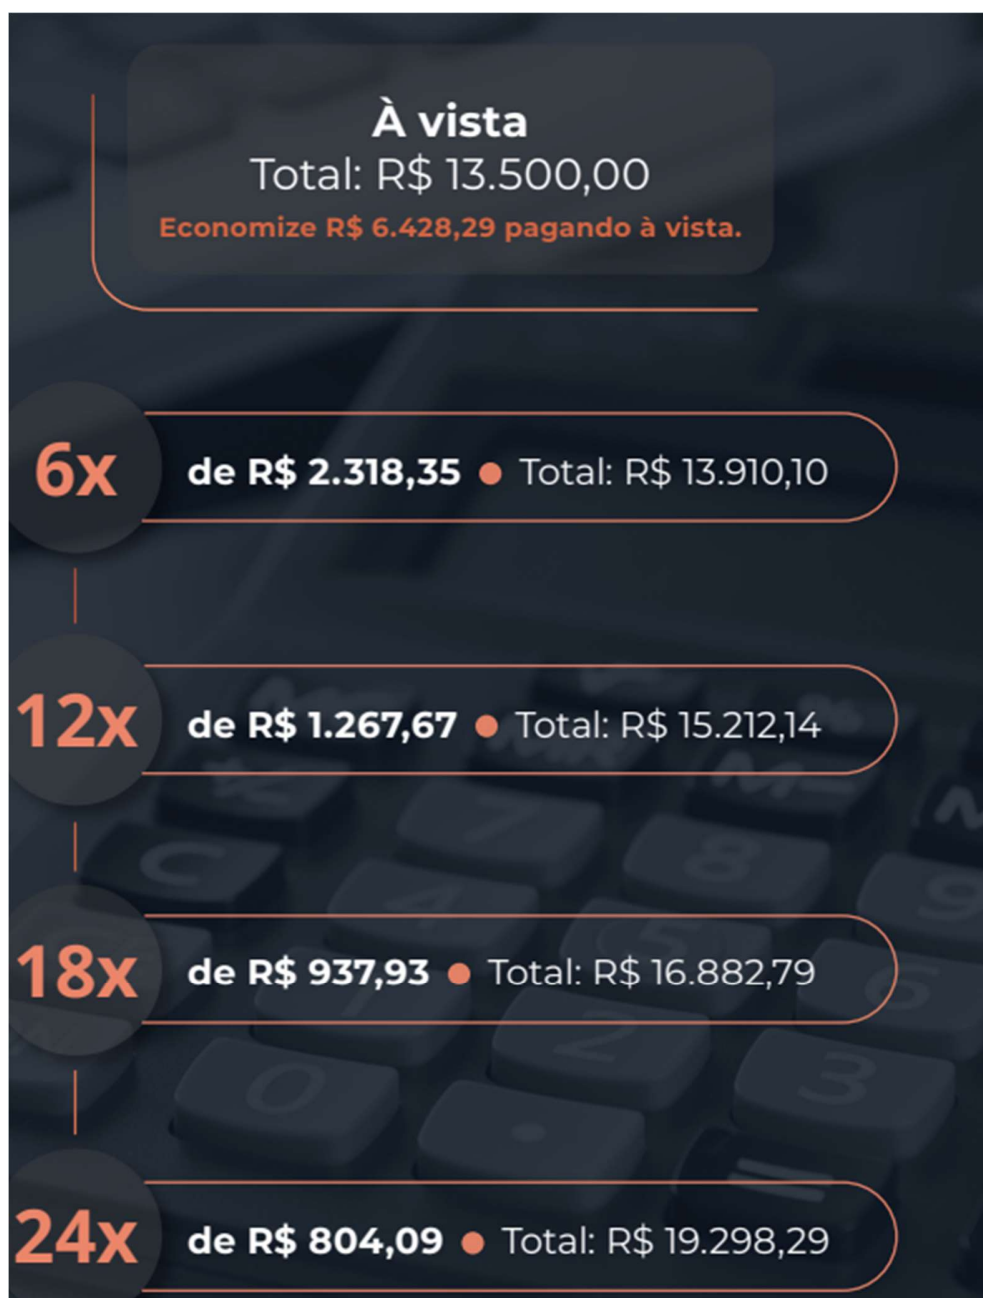 À vista
Total: R$ 13.500,00
Economize R$ 6.428,29 pagando à vista.
6x de R$ 2.318,35 ● Total: R$ 13.910,10
12x de R$ 1.267,67 ● Total: R$ 15.212,14
18x de R$ 937,93 ● Total: R$ 16.882,79
24x de R$ 804,09 ● Total: R$ 19.298,29